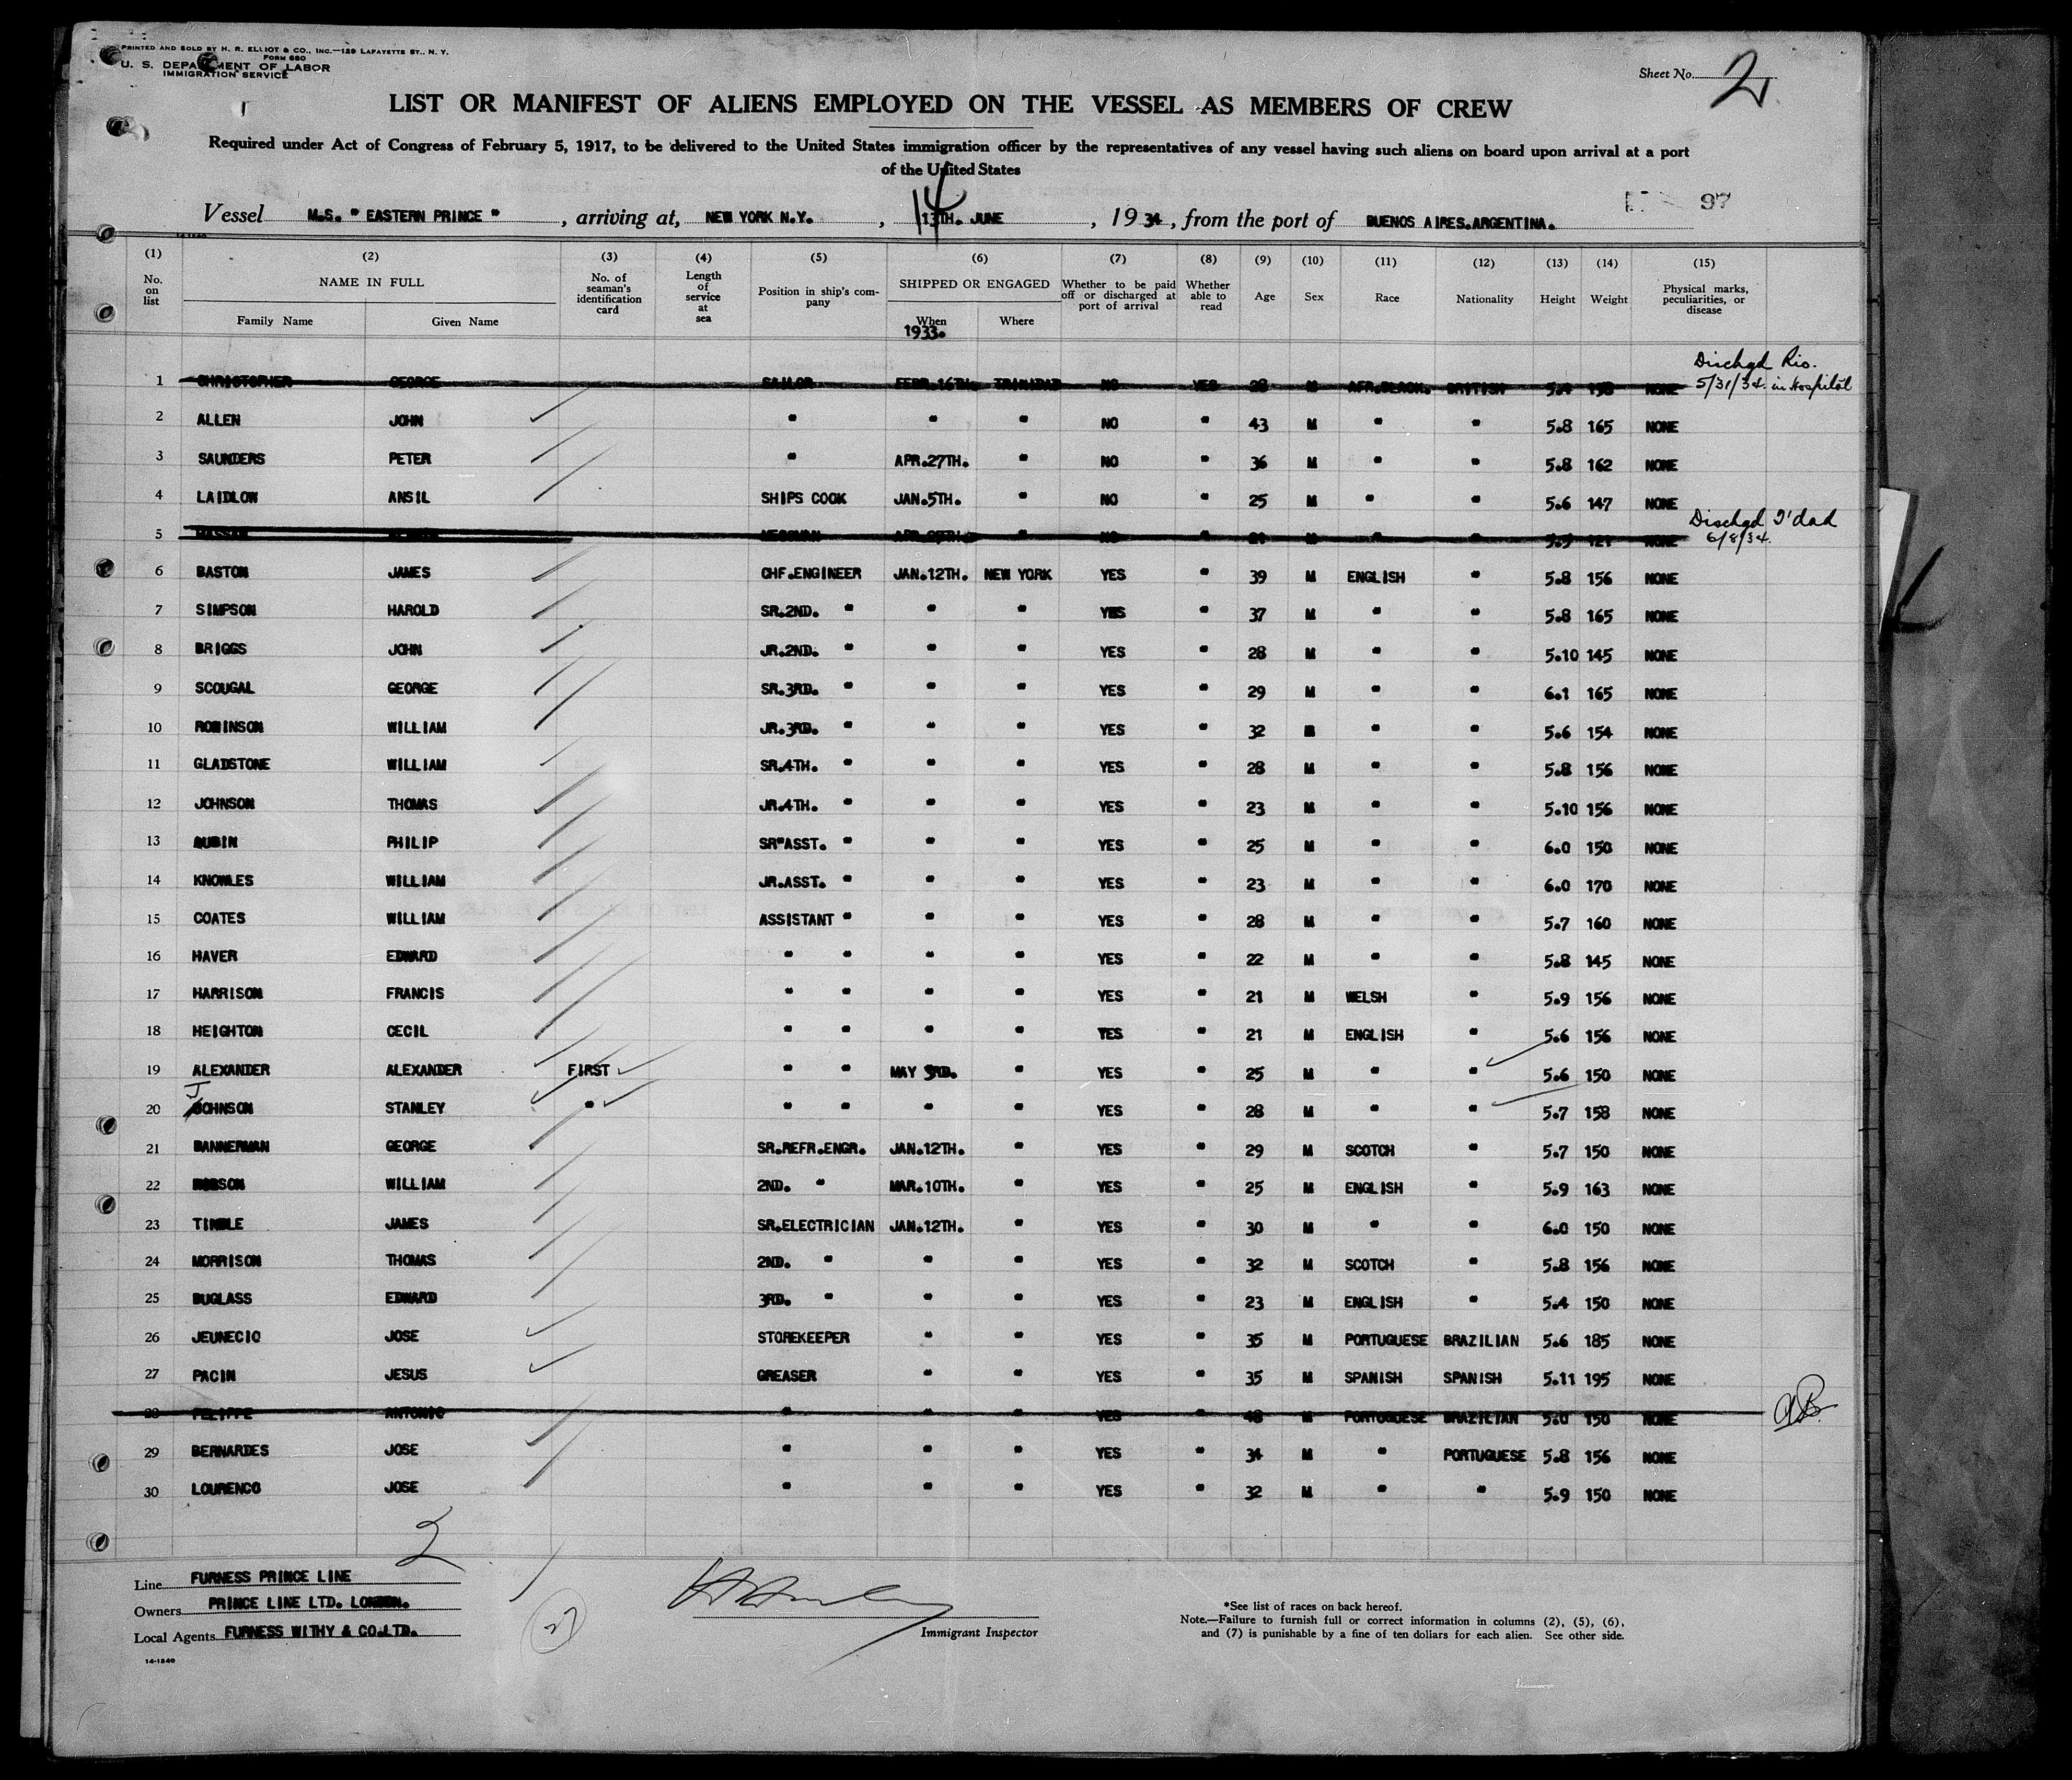 PRINTED AND SOLD BY H. R. ELLIOT & CO., INC.—129 LAFAYETTE ST., N. Y.
FORM 680
U. S. DEPARTMENT OF LABOR
IMMIGRATION SERVICE
Sheet No. 2
LIST OR MANIFEST OF ALIENS EMPLOYED ON THE VESSEL AS MEMBERS OF CREW
Required under Act of Congress of February 5, 1917, to be delivered to the United States immigration officer by the representatives of any vessel having such aliens on board upon arrival at a port
of the United States
14
97
Vessel M.S. " EASTERN PRINCE " , arriving at, NEW YORK N.Y. , 13TH. JUNE , 1934 , from the port of BUENOS AIRES.ARGENTINA.
14-1240
(1) (2) (3) (4) (5) (6) (7) (8) (9) (10) (11) (12) (13) (14) (15)
No. on list NAME IN FULL Family Name Given Name No. of seaman's identification card Length of service at sea Position in ship's company SHIPPED OR ENGAGED When Where Whether to be paid off or discharged at port of arrival Whether able to read Age Sex Race Nationality Height Weight Physical marks, peculiarities, or disease
1933.
Dischgd Rio.
1 CHRISTOPHER GEORGE SAILOR FEBR.16TH. TRINIDAD NO YES 28 M AFR.BLACK. BRITISH 5.4 158 NONE 5/31/34. in Hospital
2 ALLEN JOHN " " " NO " 43 M " " 5.8 165 NONE
3 SAUNDERS PETER " APR.27TH. " NO " 36 M " " 5.8 162 NONE
4 LAIDLOW ANSIL SHIPS COOK JAN.5TH. " NO " 25 M " " 5.6 147 NONE
Dischgd T'dad
5 MESSMAN " NO " M " " NONE 6/8/34.
6 BASTON JAMES CHF.ENGINEER JAN.12TH. NEW YORK YES " 39 M ENGLISH " 5.8 156 NONE
7 SIMPSON HAROLD SR.2ND. " " " YES " 37 M " " 5.8 165 NONE
8 BRIGGS JOHN JR.2ND. " " " YES " 28 M " " 5.10 145 NONE
9 SCOUGAL GEORGE SR.3RD. " " " YES " 29 M " " 6.1 165 NONE
10 ROBINSON WILLIAM JR.3RD. " " " YES " 32 M " " 5.6 154 NONE
11 GLADSTONE WILLIAM SR.4TH. " " " YES " 28 M " " 5.8 156 NONE
12 JOHNSON THOMAS JR.4TH. " " " YES " 23 M " " 5.10 156 NONE
13 AUBIN PHILIP SR"ASST. " " " YES " 25 M " " 6.0 150 NONE
14 KNOWLES WILLIAM JR.ASST. " " " YES " 23 M " " 6.0 170 NONE
15 COATES WILLIAM ASSISTANT " " " YES " 28 M " " 5.7 160 NONE
16 HAVER EDWARD " " " " YES " 22 M " " 5.8 145 NONE
17 HARRISON FRANCIS " " " " YES " 21 M WELSH " 5.9 156 NONE
18 HEIGHTON CECIL " " " " YES " 21 M ENGLISH " 5.6 156 NONE
19 ALEXANDER ALEXANDER FIRST " " MAY 3RD. " YES " 25 M " " 5.6 150 NONE
20 JOHNSON STANLEY " " " " " YES " 28 M " " 5.7 158 NONE
21 BANNERMAN GEORGE SR.REFR.ENGR. JAN.12TH. " YES " 29 M SCOTCH " 5.7 150 NONE
22 ROBSON WILLIAM 2ND. " MAR.10TH. " YES " 25 M ENGLISH " 5.9 163 NONE
23 TINDLE JAMES SR.ELECTRICIAN JAN.12TH. " YES " 30 M " " 6.0 150 NONE
24 MORRISON THOMAS 2ND. " " " YES " 32 M SCOTCH " 5.8 156 NONE
25 BUGLASS EDWARD 3RD. " " " YES " 23 M ENGLISH " 5.4 150 NONE
26 JEUNECIO JOSE STOREKEEPER " " YES " 35 M PORTUGUESE BRAZILIAN 5.6 185 NONE
27 PACIN JESUS GREASER " " YES " 35 M SPANISH SPANISH 5.11 195 NONE
28 FELIPPE ANTONIO " " " YES " 48 M PORTUGUESE BRAZILIAN 5.0 150 NONE
29 BERNARDES JOSE " " " YES " 34 M " PORTUGUESE 5.8 156 NONE
30 LOURENCO JOSE " " " YES " 32 M " " 5.9 150 NONE
Line FURNESS PRINCE LINE
Owners PRINCE LINE LTD. LONDON.
Local Agents FURNESS WITHY & CO.LTD.
14-1240
27
Immigrant Inspector
*See list of races on back hereof.
Note.—Failure to furnish full or correct information in columns (2), (5), (6),
and (7) is punishable by a fine of ten dollars for each alien. See other side.